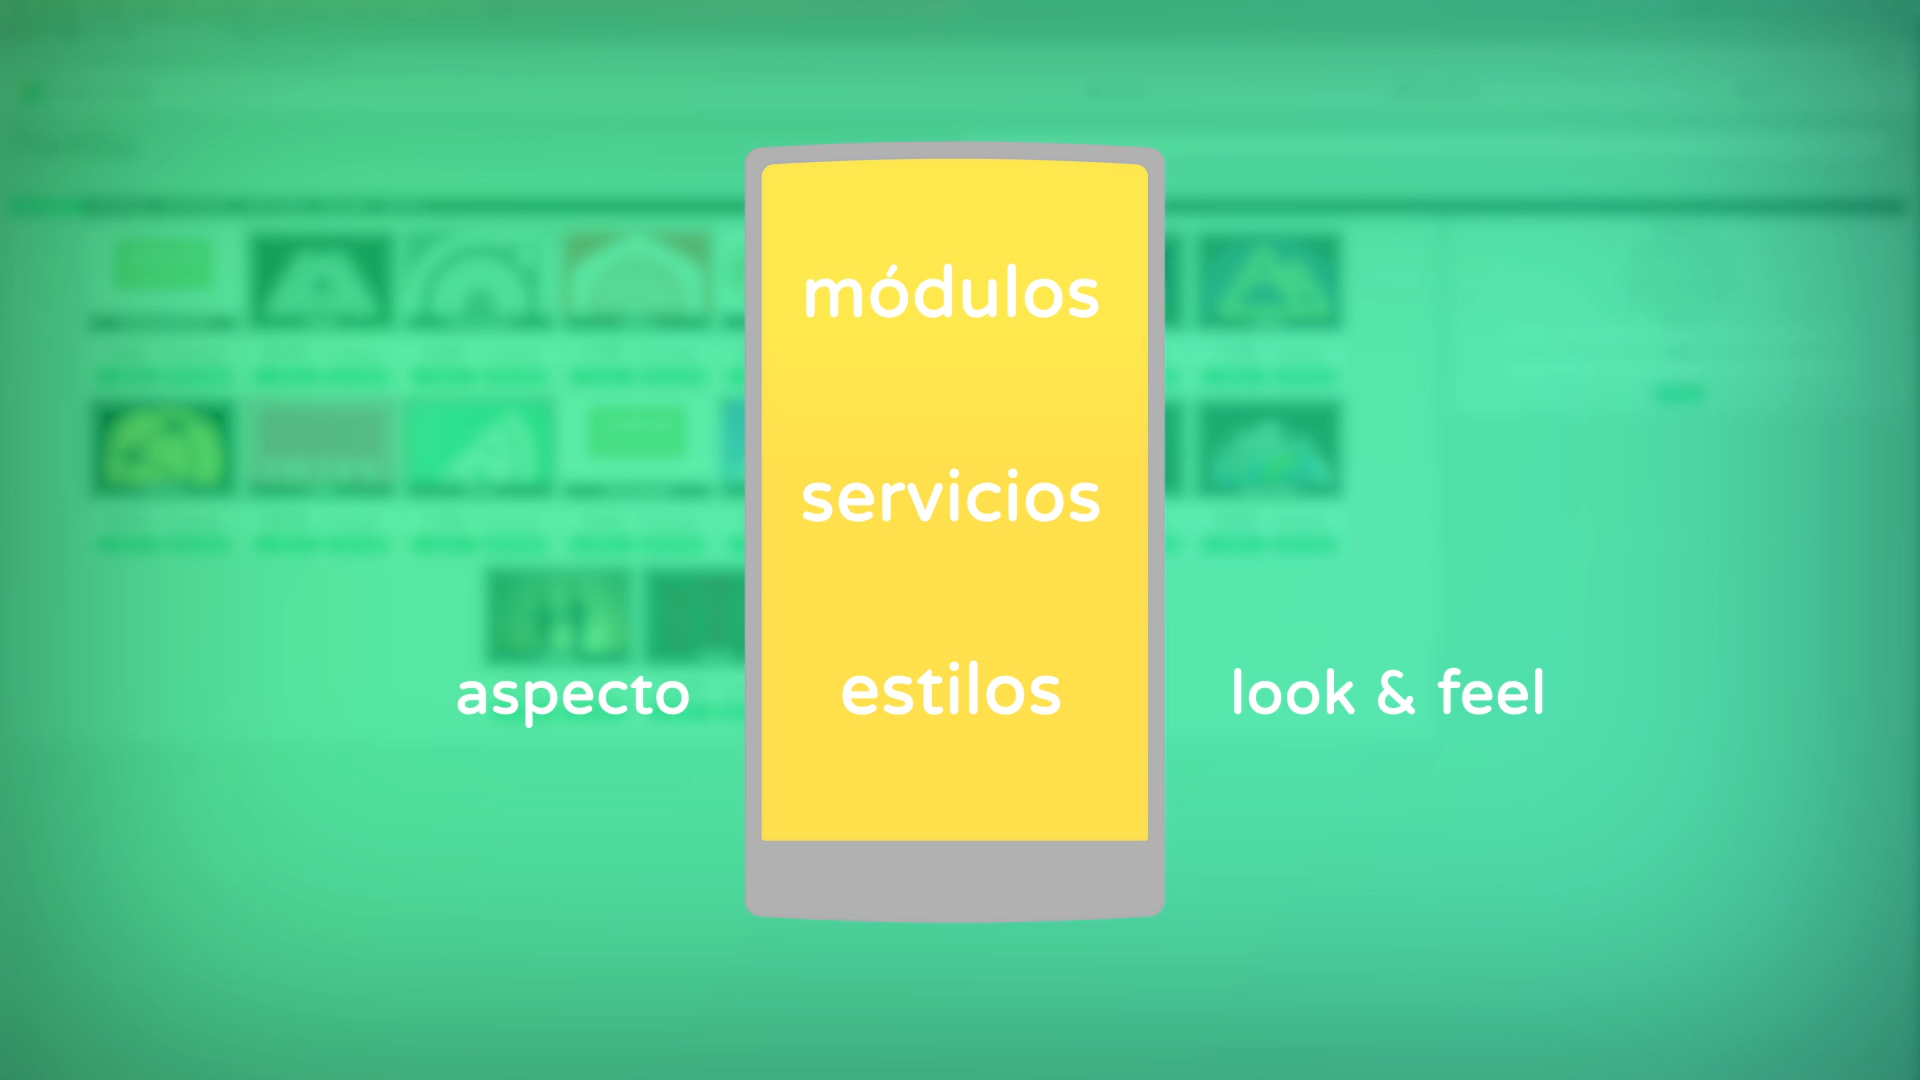 módulos
servicios
aspecto
estilos
look & feel